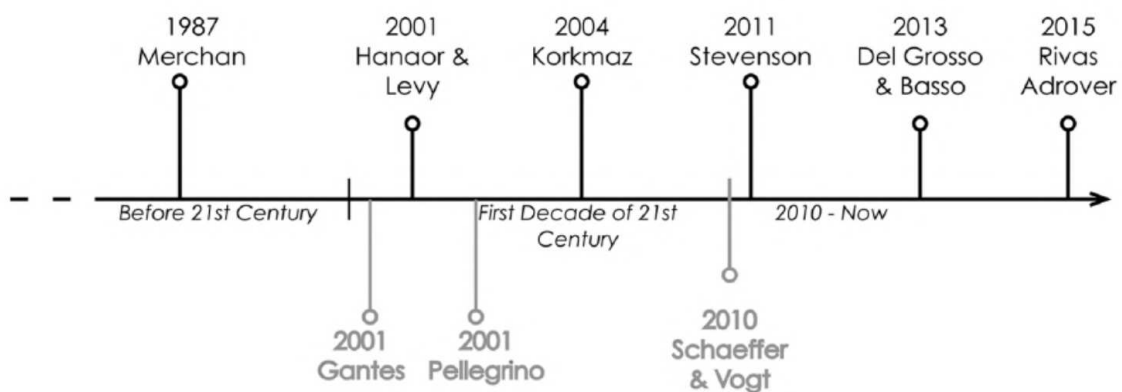 1987
Merchan
2001
Hanaor &
Levy
2004
Korkmaz
2011
Stevenson
2013
Del Grosso
& Basso
2015
Rivas
Adrover
Before 21st Century
First Decade of 21st
Century
2010 - Now
2001
Gantes
2001
Pellegrino
2010
Schaeffer
& Vogt